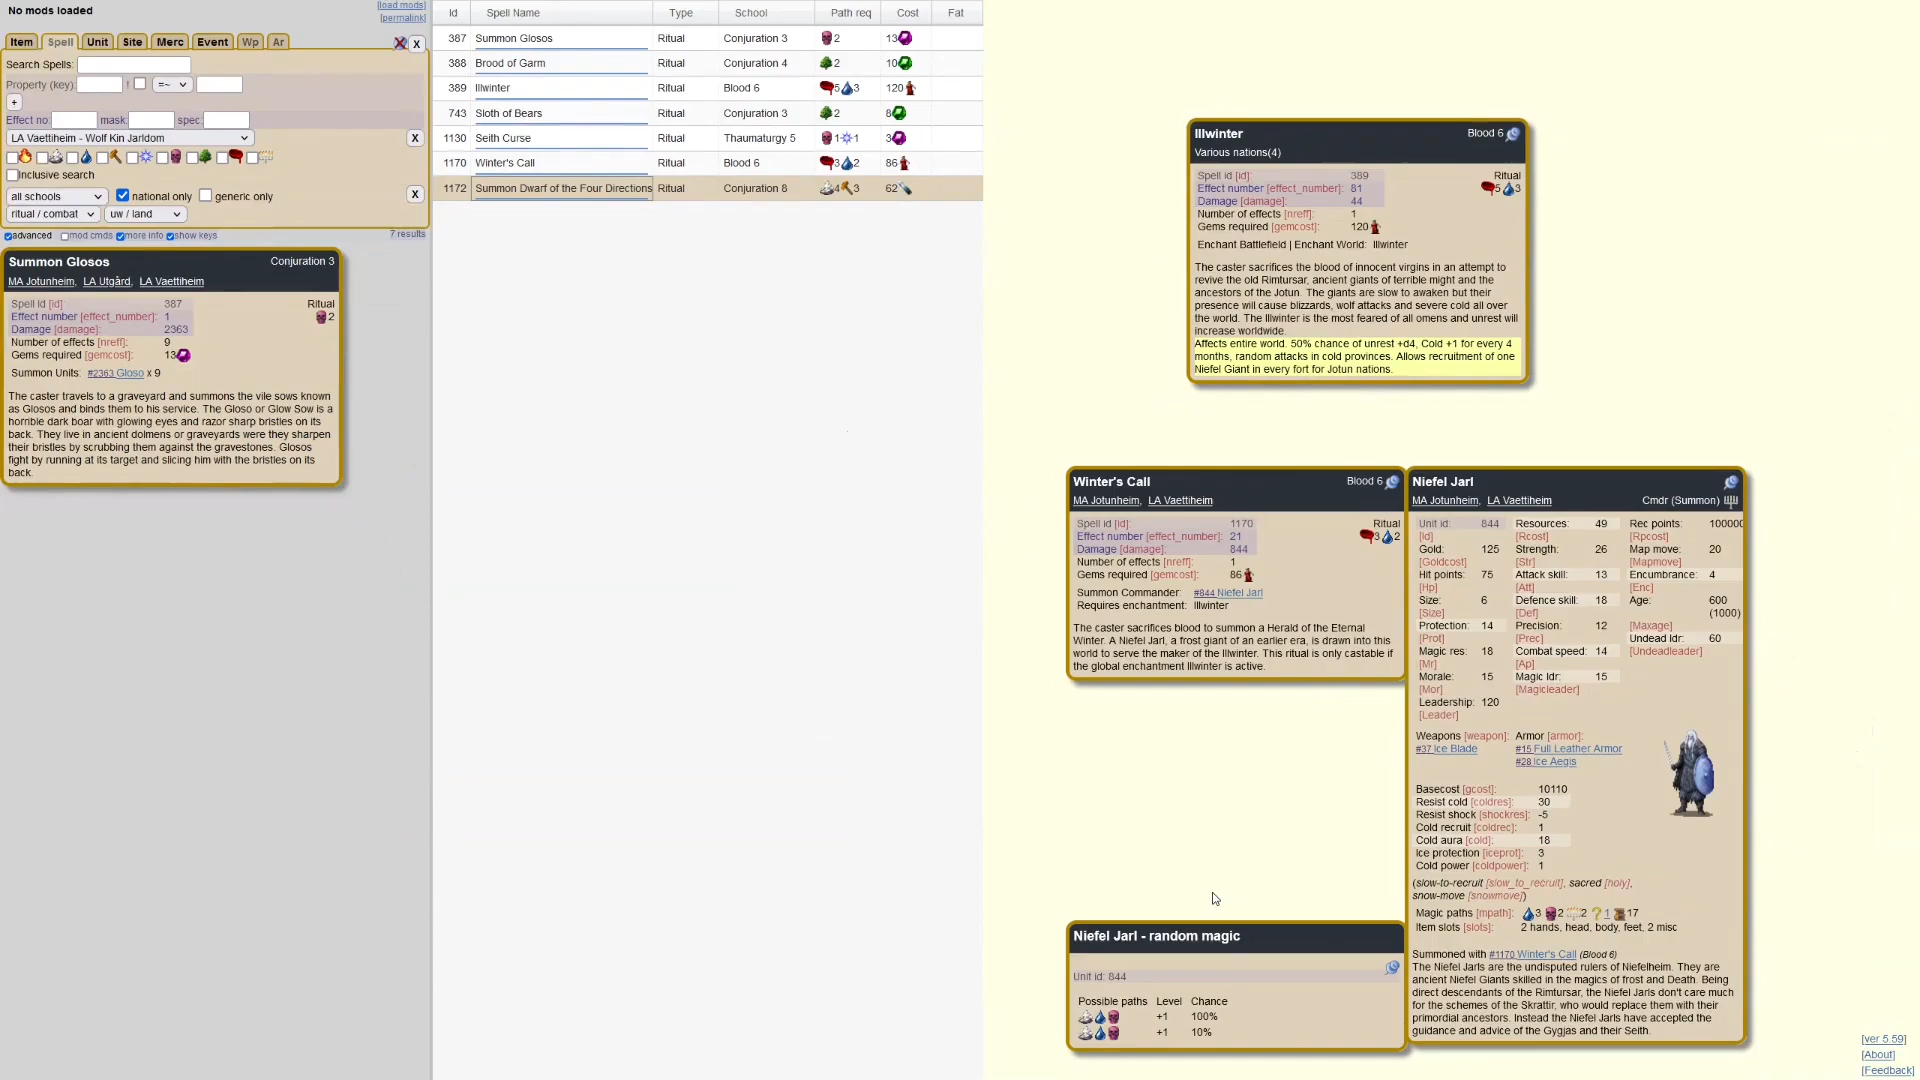 No mods loaded
[load mods]
[permalink]
Item Spell Unit Site Merc Event Wp Ar X
Search Spells:
Property (key): ! =~
+
Effect no: mask: spec:
LA Vaettiheim - Wolf Kin Jarldom X
Inclusive search
all schools national only generic only X
ritual / combat uw / land
advanced mod cmds more info show keys 7 results
Summon Glosos Conjuration 3
MA Jotunheim, LA Utgård, LA Vaettiheim
Spell id [id]: 387 Ritual
Effect number [effect_number]: 1 2
Damage [damage]: 2363
Number of effects [nreff]: 9
Gems required [gemcost]: 13
Summon Units: #2363 Gloso x 9
The caster travels to a graveyard and summons the vile sows known
as Glosos and binds them to his service. The Gloso or Glow Sow is a
horrible dark boar with glowing eyes and razor sharp bristles on its
back. They live in ancient dolmens or graveyards were they sharpen
their bristles by scrubbing them against the gravestones. Glosos
fight by running at its target and slicing him with the bristles on its
back.
Id Spell Name Type School Path req Cost Fat
387 Summon Glosos Ritual Conjuration 3 2 13
388 Brood of Garm Ritual Conjuration 4 2 10
389 Illwinter Ritual Blood 6 5 3 120
743 Sloth of Bears Ritual Conjuration 3 2 8
1130 Seith Curse Ritual Thaumaturgy 5 1 1 3
1170 Winter's Call Ritual Blood 6 3 2 86
1172 Summon Dwarf of the Four Directions Ritual Conjuration 8 4 3 62
Illwinter Blood 6
Various nations(4)
Spell id [id]: 389 Ritual
Effect number [effect_number]: 81 5 3
Damage [damage]: 44
Number of effects [nreff]: 1
Gems required [gemcost]: 120
Enchant Battlefield | Enchant World: Illwinter
The caster sacrifices the blood of innocent virgins in an attempt to
revive the old Rimtursar, ancient giants of terrible might and the
ancestors of the Jotun. The giants are slow to awaken but their
presence will cause blizzards, wolf attacks and severe cold all over
the world. The Illwinter is the most feared of all omens and unrest will
increase worldwide.
Affects entire world. 50% chance of unrest +d4, Cold +1 for every 4
months, random attacks in cold provinces. Allows recruitment of one
Niefel Giant in every fort for Jotun nations.
Winter's Call Blood 6
MA Jotunheim, LA Vaettiheim
Spell id [id]: 1170 Ritual
Effect number [effect_number]: 21 3 2
Damage [damage]: 844
Number of effects [nreff]: 1
Gems required [gemcost]: 86
Summon Commander: #844 Niefel Jarl
Requires enchantment: Illwinter
The caster sacrifices blood to summon a Herald of the Eternal
Winter. A Niefel Jarl, a frost giant of an earlier era, is drawn into this
world to serve the maker of the Illwinter. This ritual is only castable if
the global enchantment Illwinter is active.
Niefel Jarl
MA Jotunheim, LA Vaettiheim Cmdr (Summon)
Unit id: 844 Resources: 49 Rec points: 100000
[Id] [Rcost] [Rpcost]
Gold: 125 Strength: 26 Map move: 20
[Goldcost] [Str] [Mapmove]
Hit points: 75 Attack skill: 13 Encumbrance: 4
[Hp] [Att] [Enc]
Size: 6 Defence skill: 18 Age: 600
[Size] [Def] (1000)
Protection: 14 Precision: 12 [Maxage]
[Prot] [Prec] Undead ldr: 60
Magic res: 18 Combat speed: 14 [Undeadleader]
[Mr] [Ap]
Morale: 15 Magic ldr: 15
[Mor] [Magicleader]
Leadership: 120
[Leader]
Weapons [weapon]: Armor [armor]:
#37 Ice Blade #15 Full Leather Armor
#28 Ice Aegis
Basecost [gcost]: 10110
Resist cold [coldres]: 30
Resist shock [shockres]: -5
Cold recruit [coldrec]: 1
Cold aura [cold]: 18
Ice protection [iceprot]: 3
Cold power [coldpower]: 1
(slow-to-recruit [slow_to_recruit], sacred [holy],
snow-move [snowmove])
Magic paths [mpath]: 3 2 2 ? 1 17
Item slots [slots]: 2 hands, head, body, feet, 2 misc
Summoned with #1170 Winter's Call (Blood 6)
The Niefel Jarls are the undisputed rulers of Niefelheim. They are
ancient Niefel Giants skilled in the magics of frost and Death. Being
direct descendants of the Rimtursar, the Niefel Jarls don't care much
for the schemes of the Skrattir, who would replace them with their
primordial ancestors. Instead the Niefel Jarls have accepted the
guidance and advice of the Gygjas and their Seith.
Niefel Jarl - random magic
Unit id: 844
Possible paths Level Chance
+1 100%
+1 10%
[ver 5.59]
[About]
[Feedback]